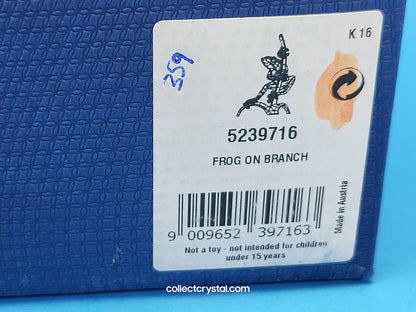 K 16
359
5239716
FROG ON BRANCH
Made in Austria
9 009652 397163
Not a toy - not intended for children
under 15 years
collectcrystal.com